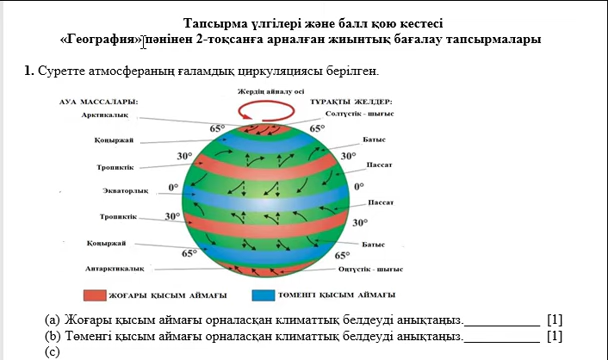 Тапсырма үлгілері және балл қою кестесі
«География» пәнінен 2-тоқсанға арналған жиынтық бағалау тапсырмалары
1. Суретте атмосфераның ғаламдық циркуляциясы берілген.
Жердің айналу осі
АУА МАССАЛАРЫ:
ТҰРАҚТЫ ЖЕЛДЕР:
Арктикалық
Солтүстік - шығыс
65°
65°
Қоңыржай
Батыс
30°
30°
Тропиктік
Пассат
Экваторлық
0°
0°
Пассат
Тропиктік
30°
30°
Қоңыржай
Батыс
65°
65°
Антарктикалық
Оңтүстік - шығыс
ЖОҒАРЫ ҚЫСЫМ АЙМАҒЫ
ТӨМЕНГІ ҚЫСЫМ АЙМАҒЫ
(a) Жоғары қысым аймағы орналасқан климаттық белдеуді анықтаңыз.____________ [1]
(b) Төменгі қысым аймағы орналасқан климаттық белдеуді анықтаңыз.____________ [1]
(c)